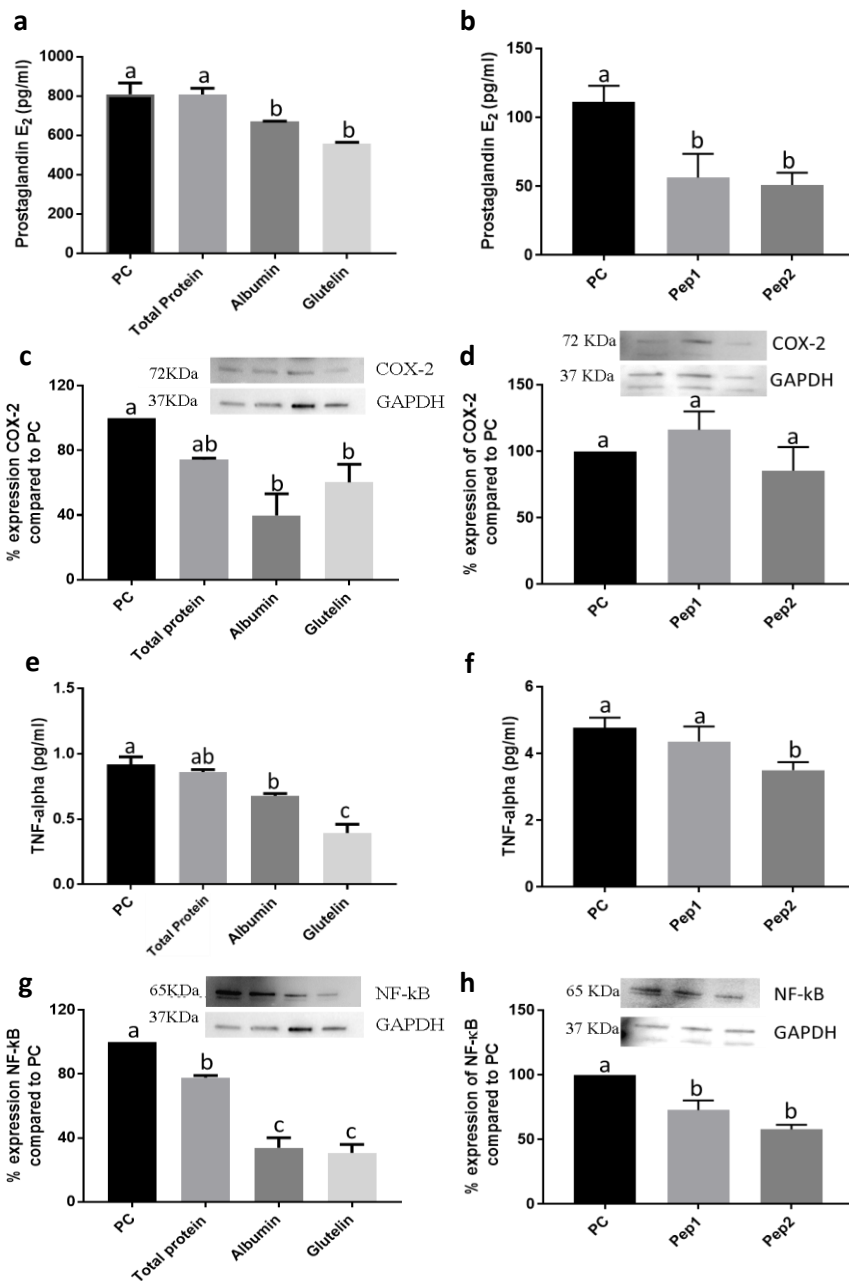 a
Prostaglandin E2 (pg/ml)
1000
800
600
400
200
0
a
a
b
b
PC
Total Protein
Albumin
Glutelin
b
Prostaglandin E2 (pg/ml)
150
100
50
0
a
b
b
PC
Pep1
Pep2
c
72KDa
COX-2
37KDa
GAPDH
% expression COX-2
compared to PC
120
80
40
0
a
ab
b
b
PC
Total protein
Albumin
Glutelin
d
72 KDa
COX-2
37 KDa
GAPDH
% expression of COX-2
compared to PC
150
100
50
0
a
a
a
PC
Pep1
Pep2
e
TNF-alpha (pg/ml)
1.5
1.0
0.5
0.0
a
ab
b
c
PC
Total Protein
Albumin
Glutelin
f
TNF-alpha (pg/ml)
6
4
2
0
a
a
b
PC
Pep1
Pep2
g
65KDa
NF-kB
37KDa
GAPDH
% expression NF-kB
compared to PC
120
80
40
0
a
b
c
c
PC
Total protein
Albumin
Glutelin
h
65 KDa
NF-kB
37 KDa
GAPDH
% expression of NF-κB
compared to PC
150
100
50
0
a
b
b
PC
Pep1
Pep2